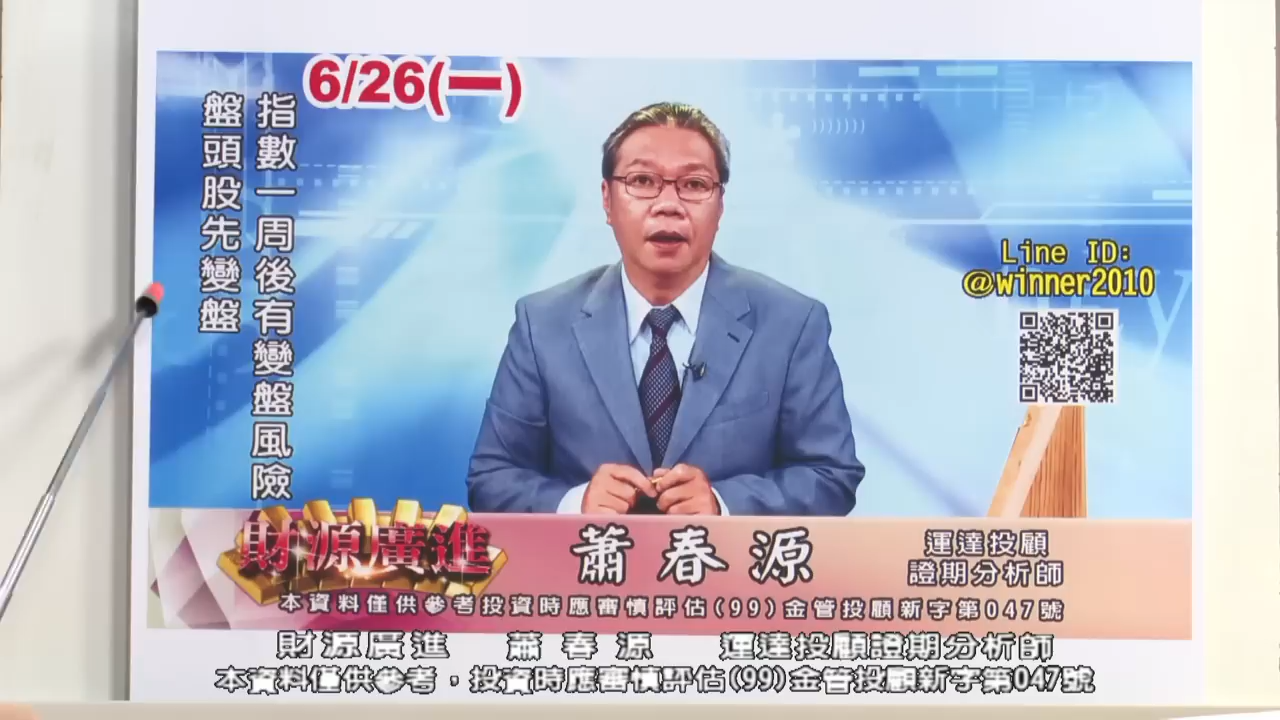 6/26(一)
指數一周後有變盤風險
盤頭股先變盤
Line ID:
@winner2010
財源廣進
蕭春源
運達投顧
證期分析師
本資料僅供參考投資時應審慎評估(99)金管投顧新字第047號
財源廣進 蕭春源 運達投顧證期分析師
本資料僅供參考，投資時應審慎評估(99)金管投顧新字第047號